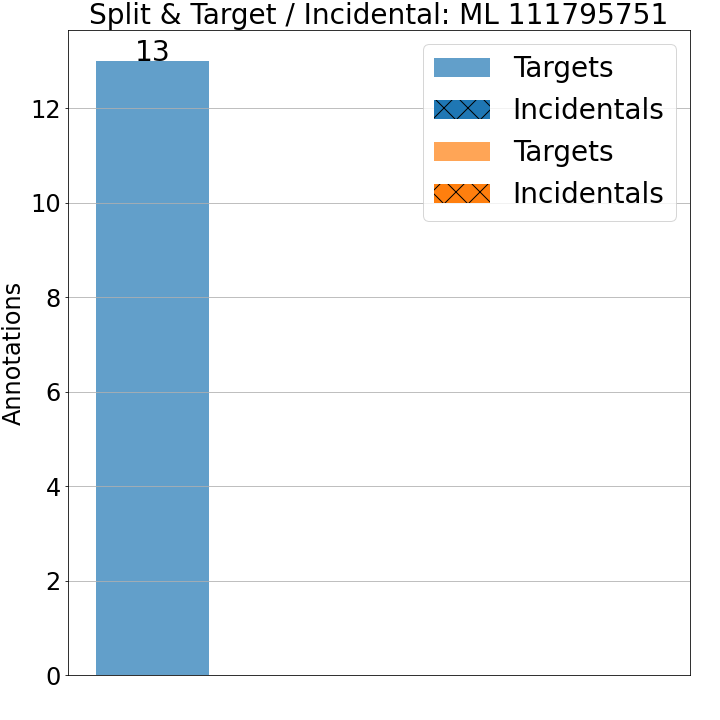 Split & Target / Incidental: ML 111795751
13
Targets
Incidentals
Targets
Incidentals
12
10
8
6
4
2
0
Annotations